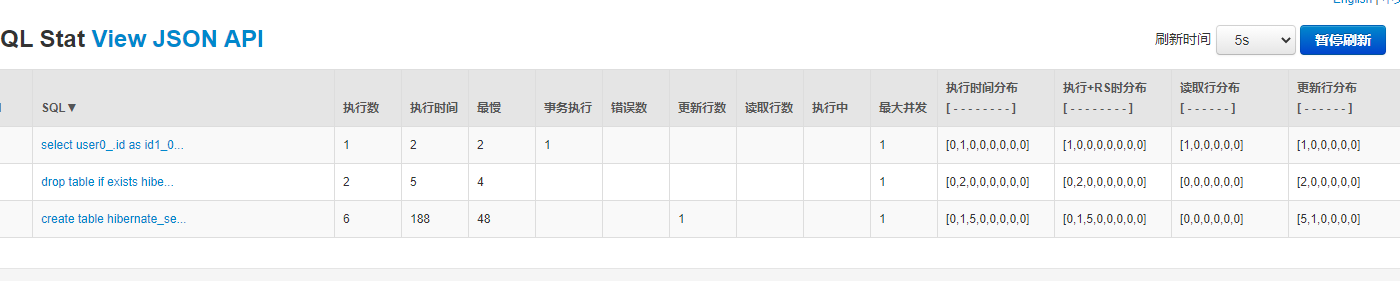 English | 中文
QL Stat View JSON API
刷新时间 5s 暂停刷新
SQL▼ 执行数 执行时间 最慢 事务执行 错误数 更新行数 读取行数 执行中 最大并发 执行时间分布 [ - - - - - - - - ] 执行+RS时分布 [ - - - - - - - - ] 读取行分布 [ - - - - - - ] 更新行分布 [ - - - - - - ]
select user0_.id as id1_0... 1 2 2 1 1 [0,1,0,0,0,0,0,0] [1,0,0,0,0,0,0,0] [1,0,0,0,0,0] [1,0,0,0,0,0]
drop table if exists hibe... 2 5 4 1 [0,2,0,0,0,0,0,0] [0,2,0,0,0,0,0,0] [0,0,0,0,0,0] [2,0,0,0,0,0]
create table hibernate_se... 6 188 48 1 1 [0,1,5,0,0,0,0,0] [0,1,5,0,0,0,0,0] [0,0,0,0,0,0] [5,1,0,0,0,0]